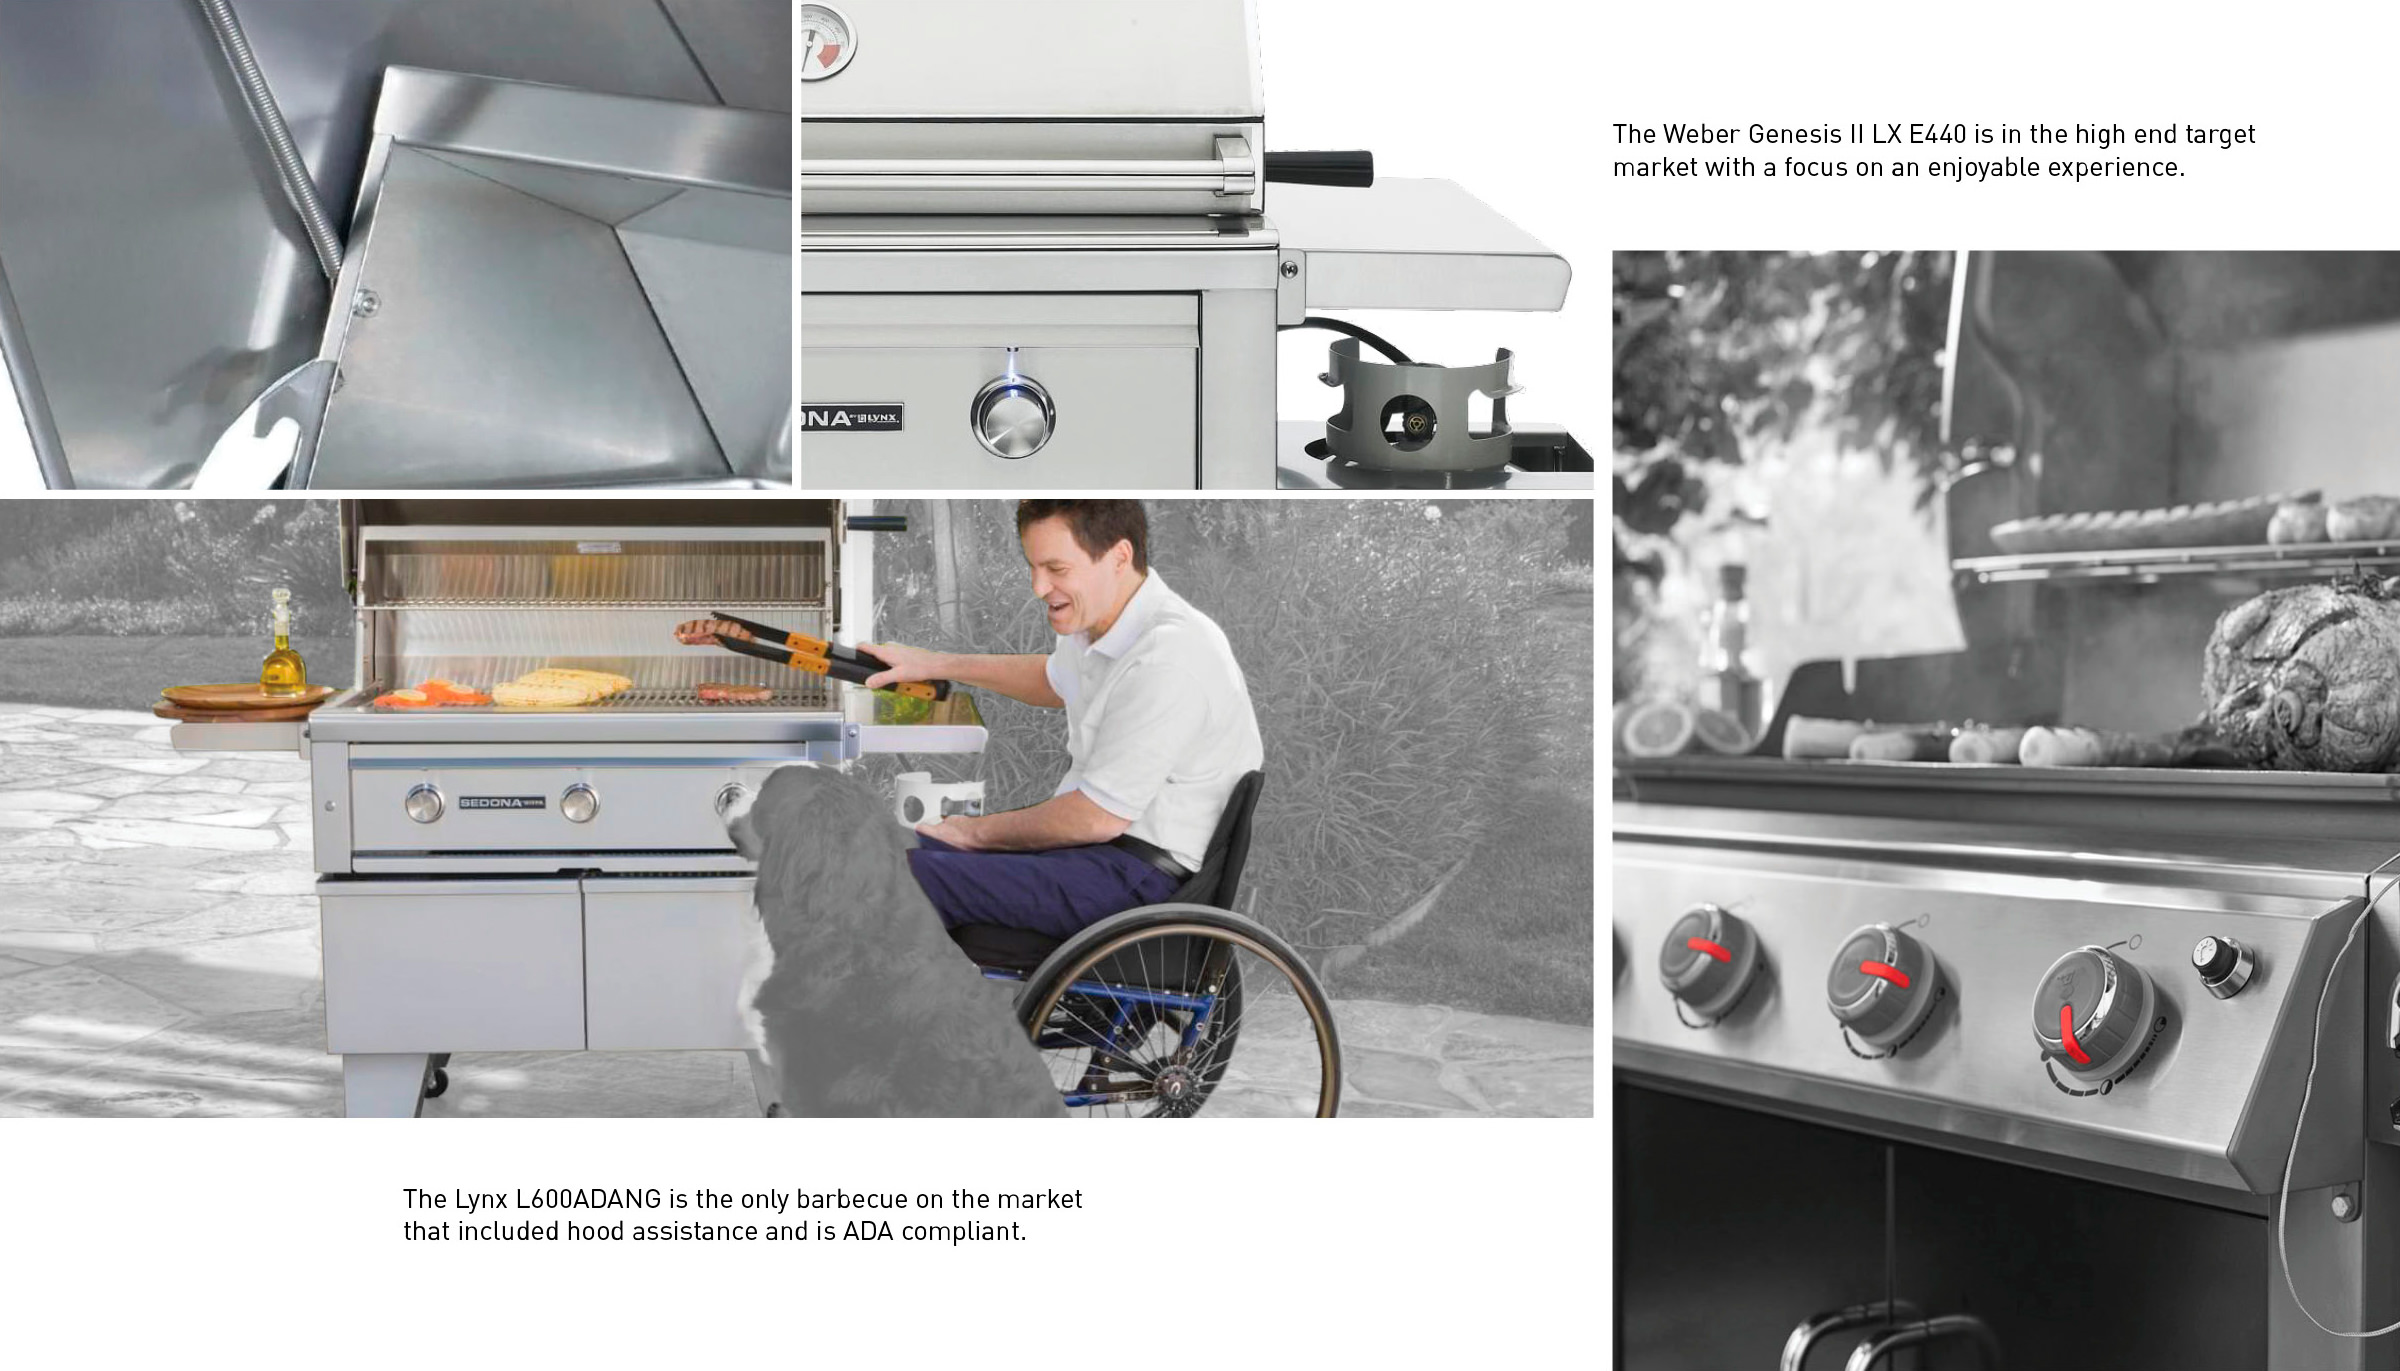 The Weber Genesis II LX E440 is in the high end target
market with a focus on an enjoyable experience.
SEDONA
LYNX
The Lynx L600ADANG is the only barbecue on the market
that included hood assistance and is ADA compliant.